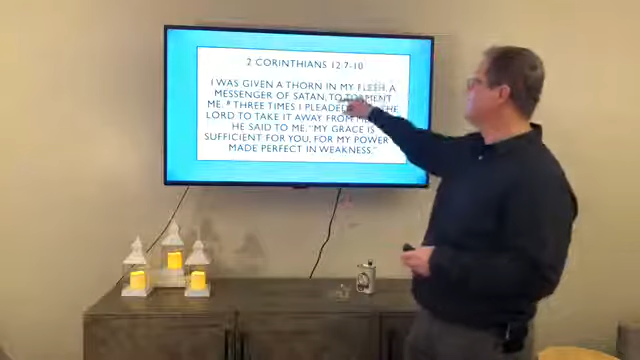 2 CORINTHIANS 12.7-10
I WAS GIVEN A THORN IN MY FLESH, A
MESSENGER OF SATAN, TO TORMENT
ME. 8 THREE TIMES I PLEADED THE
LORD TO TAKE IT AWAY FROM
HE SAID TO ME. "MY GRACE IS
SUFFICIENT FOR YOU, FOR MY POWER
MADE PERFECT IN WEAKNESS."